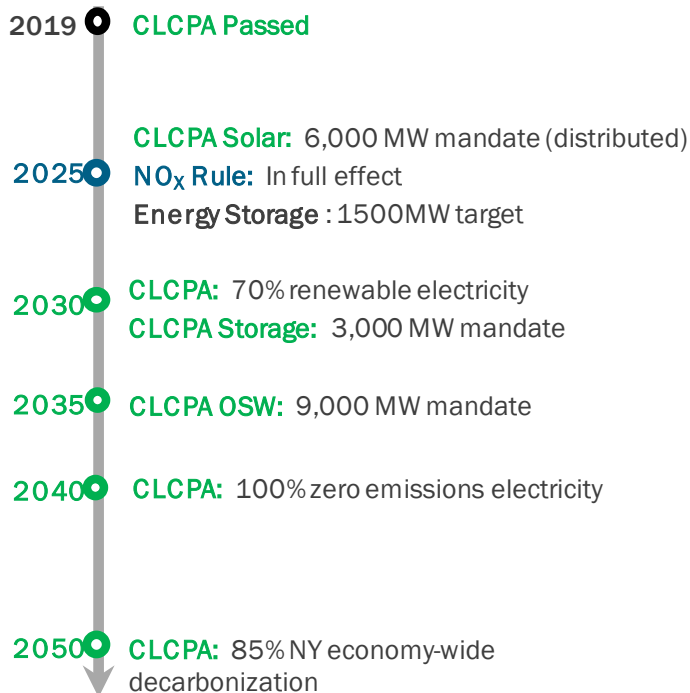 2019 CLCPA Passed
CLCPA Solar: 6,000 MW mandate (distributed)
2025 NOX Rule: In full effect
Energy Storage : 1500MW target
CLCPA: 70% renewable electricity
2030
CLCPA Storage: 3,000 MW mandate
2035 CLCPA OSW: 9,000 MW mandate
2040 CLCPA: 100% zero emissions electricity
2050 CLCPA: 85% NY economy-wide
decarbonization